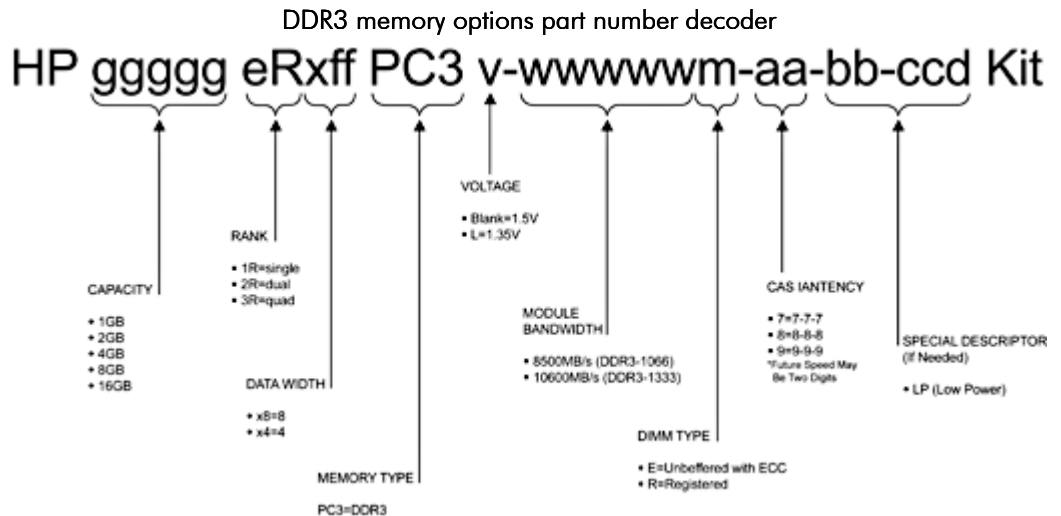 DDR3 memory options part number decoder
HP ggggg eRxff PC3 v-wwwwwm-aa-bb-ccd Kit
VOLTAGE
▪ Blank=1.5V
▪ L=1.35V
RANK
▪ 1R=single
▪ 2R=dual
▪ 3R=quad
CAPACITY
• 1GB
• 2GB
• 4GB
• 8GB
• 16GB
DATA WIDTH
• x8=8
• x4=4
MEMORY TYPE
PC3=DDR3
MODULE
BANDWIDTH
▪ 8500MB/s (DDR3-1066)
▪ 10600MB/s (DDR3-1333)
DIMM TYPE
• E=Unbeffered with ECC
• R=Registered
CAS IANTENCY
▪ 7=7-7-7
▪ 8=8-8-8
▪ 9=9-9-9
*Future Speed May
Be Two Digits
SPECIAL DESCRIPTOR
(If Needed)
• LP (Low Power)